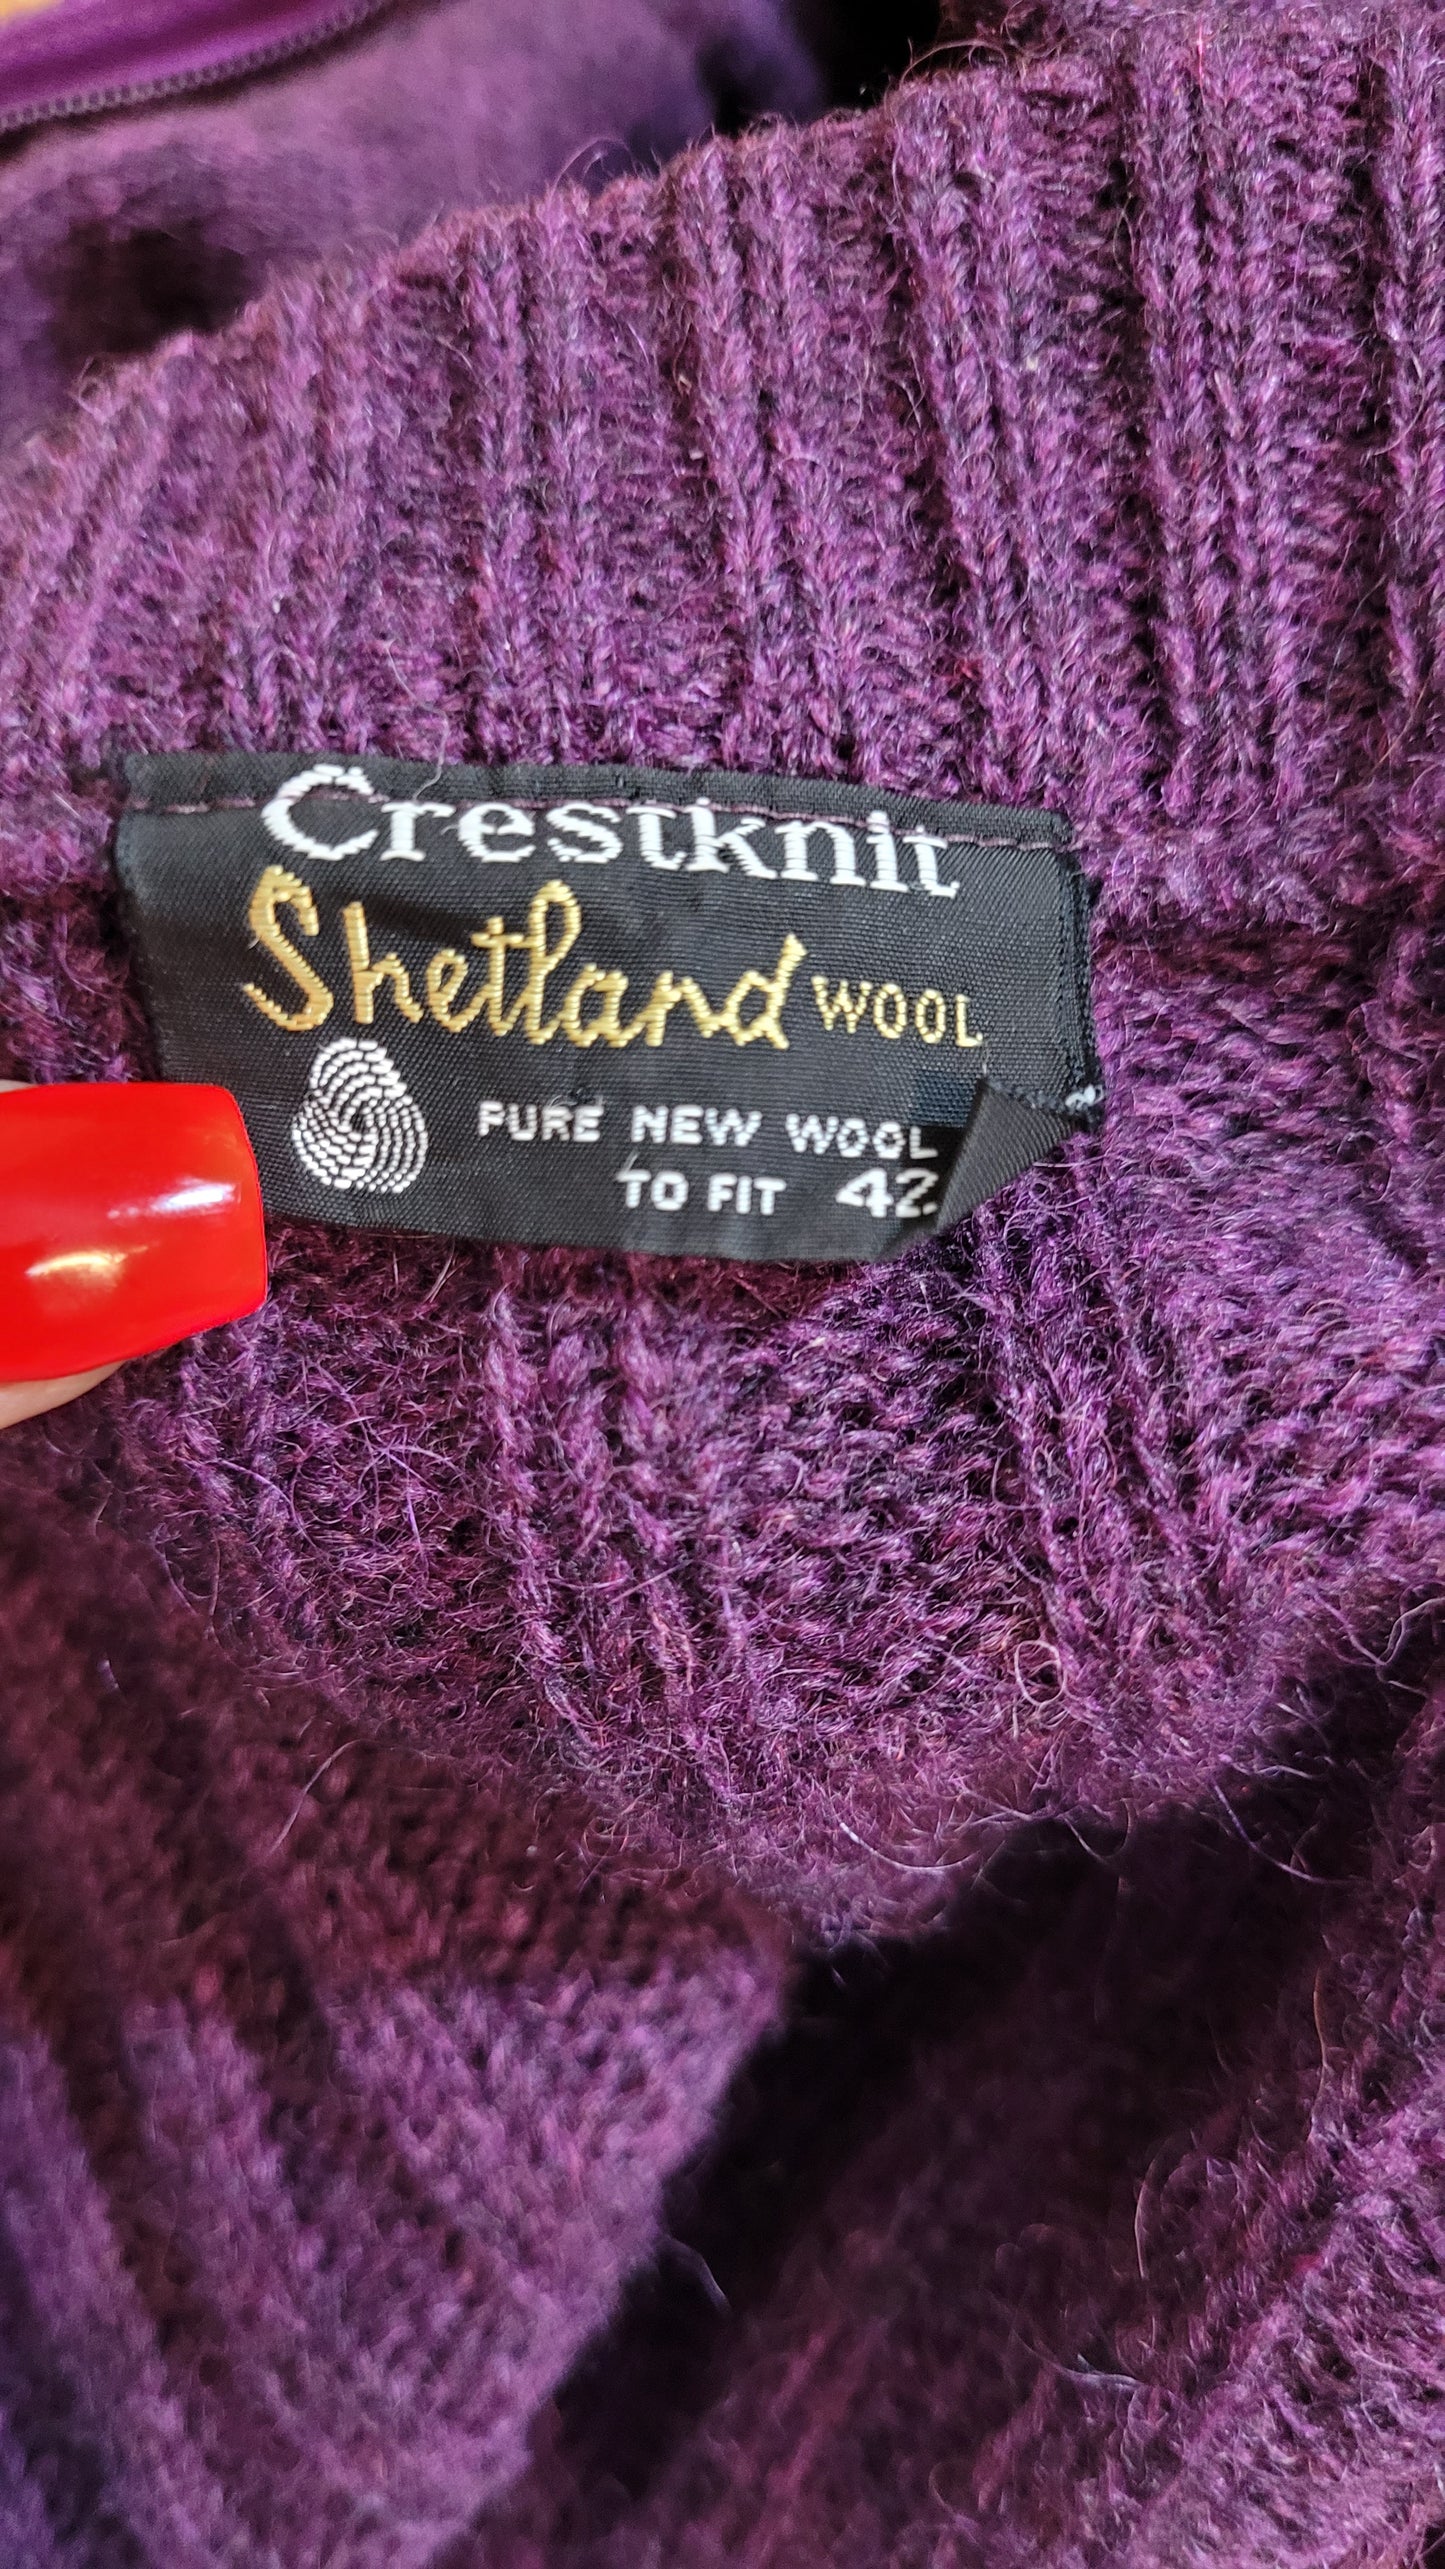 Crestknit
Shetland WOOL
PURE NEW WOOL
TO FIT 42